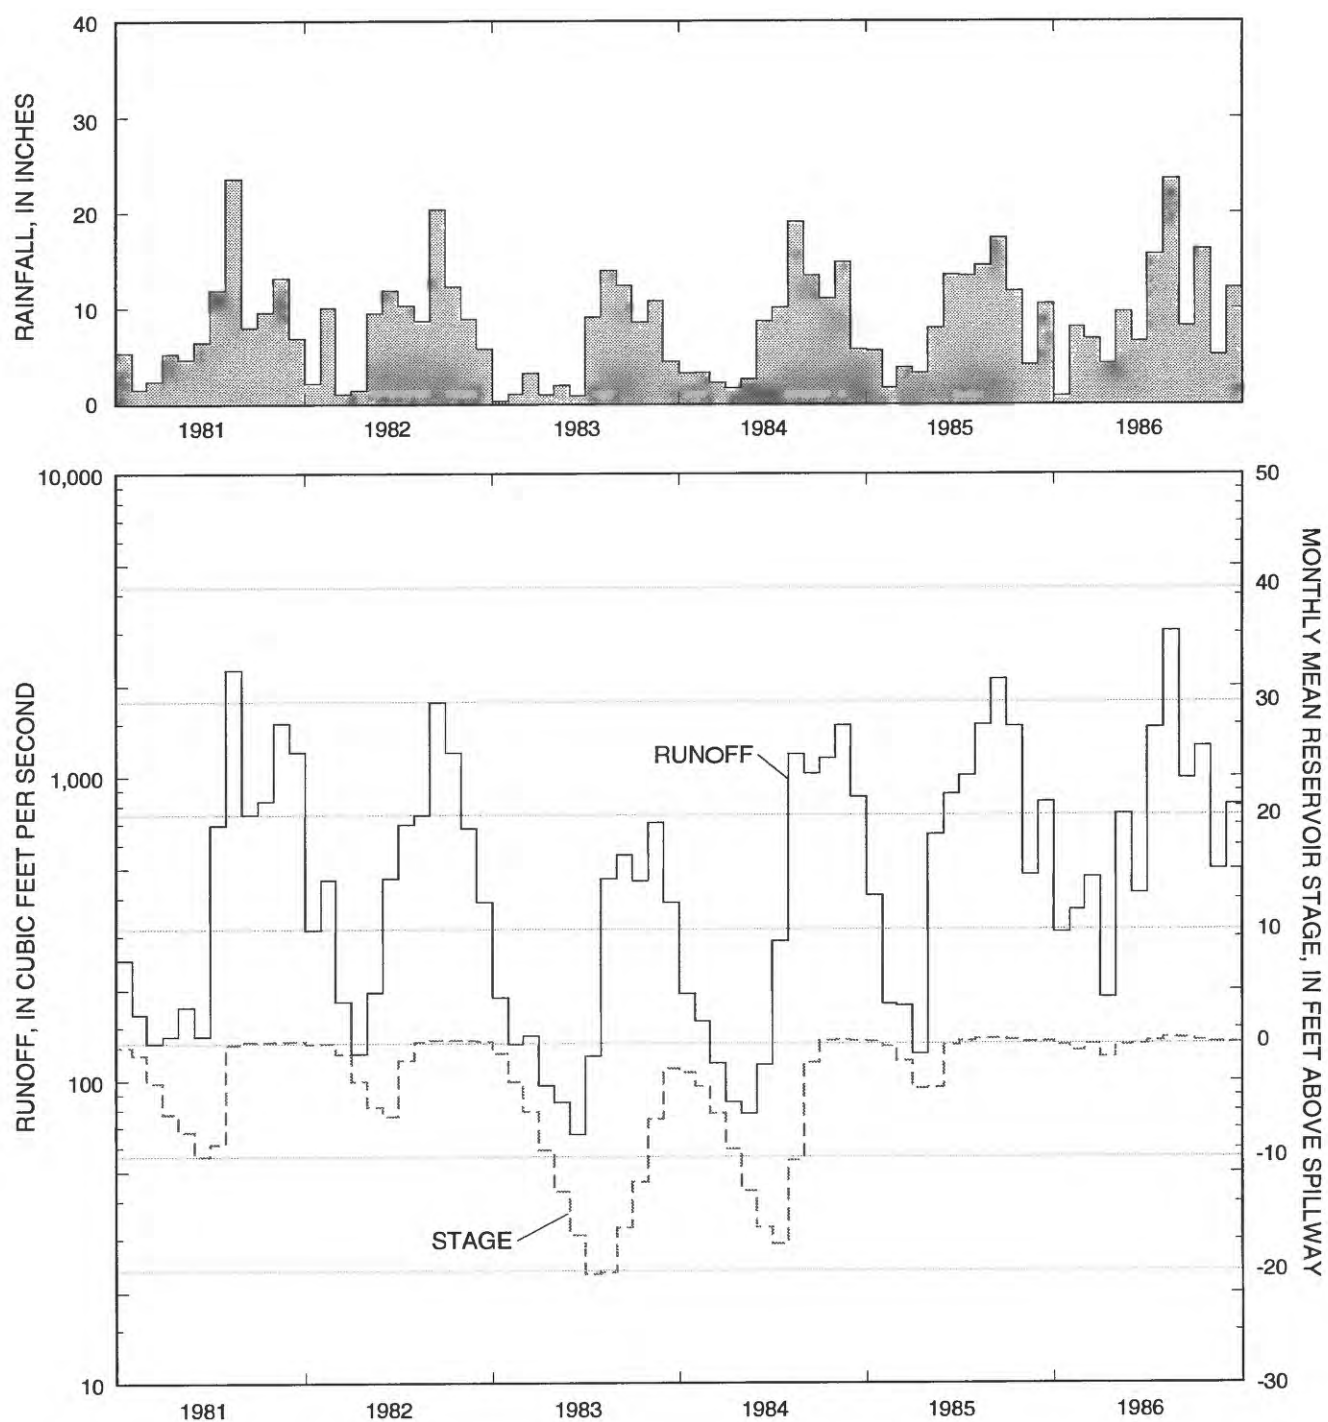 40
30
20
10
0
RAINFALL, IN INCHES
1981 1982 1983 1984 1985 1986
10,000
1,000
100
10
RUNOFF, IN CUBIC FEET PER SECOND
RUNOFF
STAGE
50
40
30
20
10
0
-10
-20
-30
MONTHLY MEAN RESERVOIR STAGE, IN FEET ABOVE SPILLWAY
1981 1982 1983 1984 1985 1986